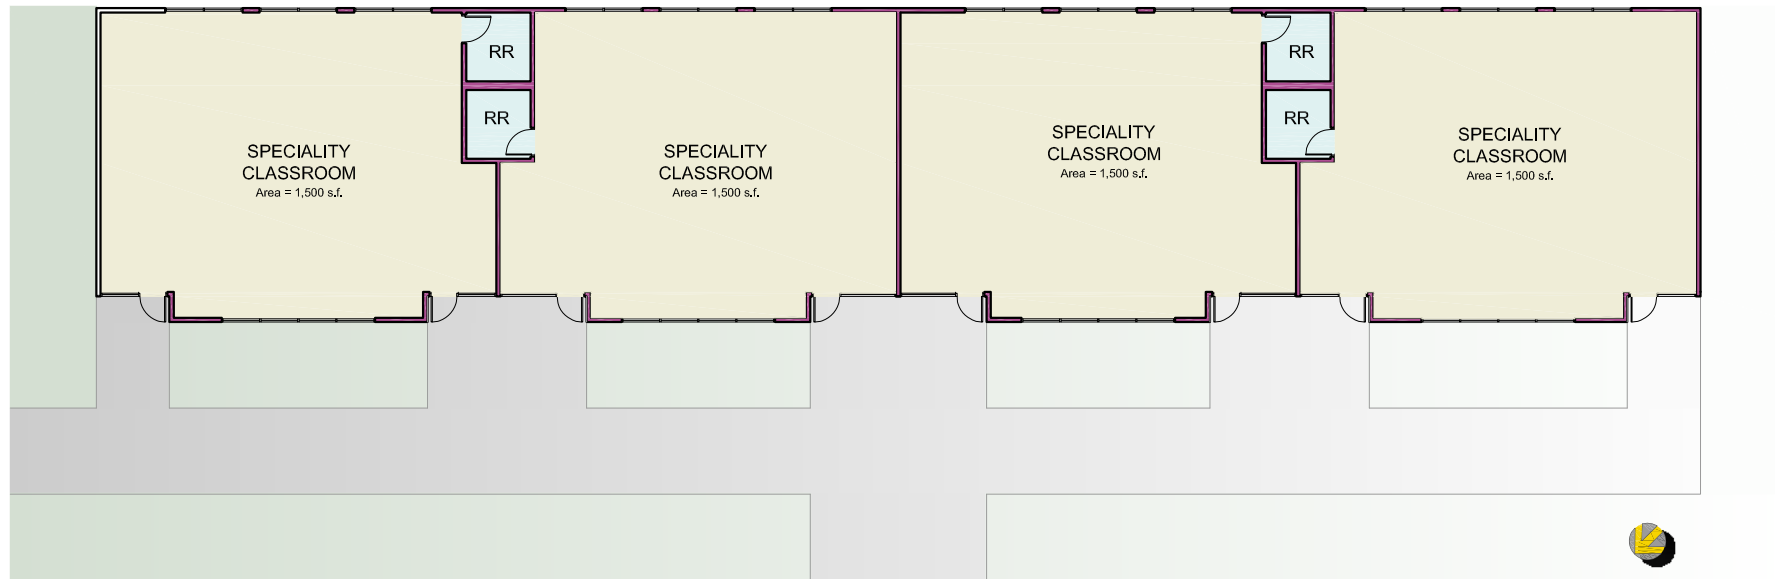 RR
RR
RR
RR
SPECIALITY
CLASSROOM
Area = 1,500 s.f.
SPECIALITY
CLASSROOM
Area = 1,500 s.f.
SPECIALITY
CLASSROOM
Area = 1,500 s.f.
SPECIALITY
CLASSROOM
Area = 1,500 s.f.